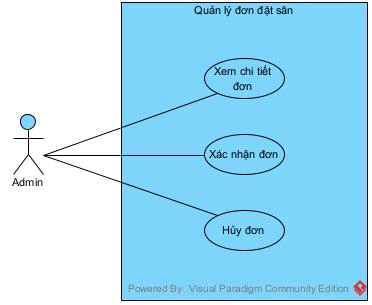 Quản lý đơn đặt sân
Xem chi tiết
đơn
Xác nhận đơn
Admin
Hủy đơn
Powered By Visual Paradigm Community Edition